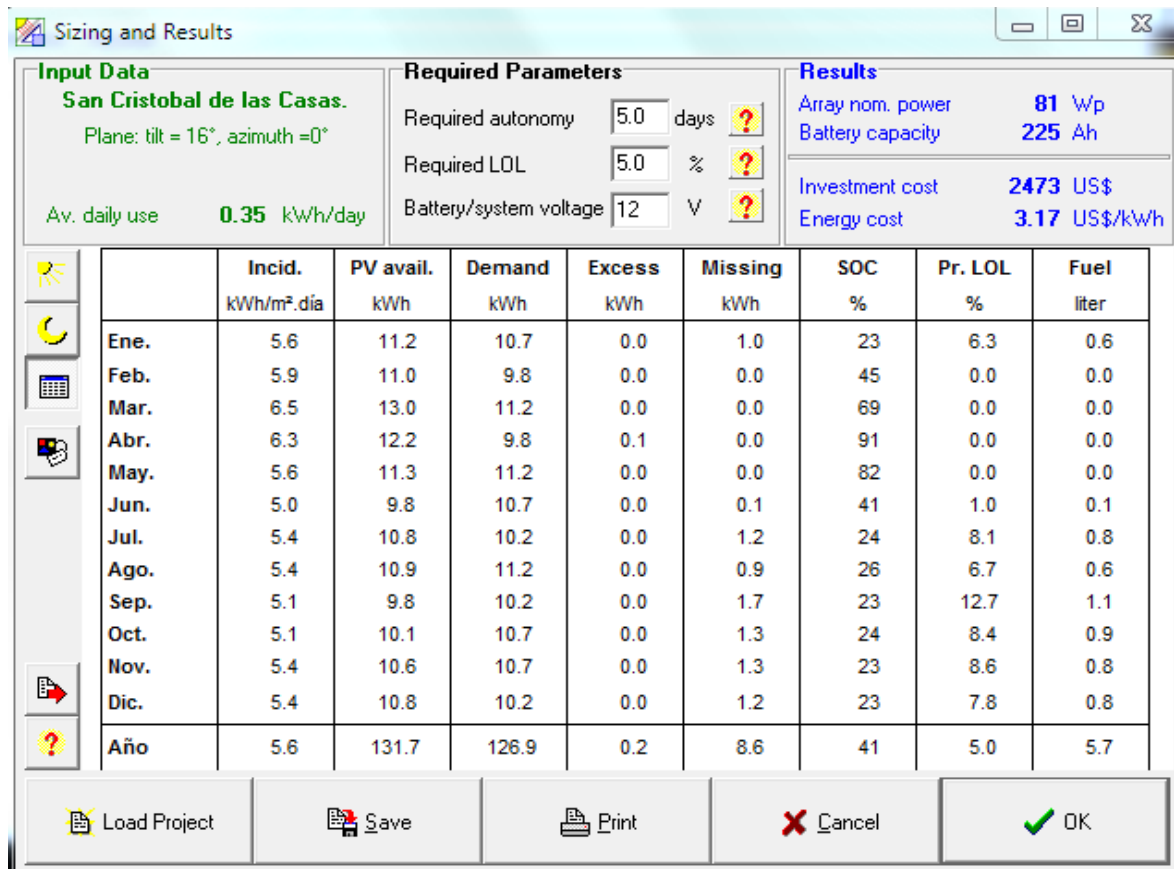 Sizing and Results
Input Data
San Cristobal de las Casas.
Plane: tilt = 16°, azimuth =0°
Av. daily use 0.35 kWh/day
Required Parameters
Required autonomy 5.0 days ?
Required LOL 5.0 % ?
Battery/system voltage 12 V ?
Results
Array nom. power 81 Wp
Battery capacity 225 Ah
Investment cost 2473 US$
Energy cost 3.17 US$/kWh
Incid. PV avail. Demand Excess Missing SOC Pr. LOL Fuel
kWh/m².día kWh kWh kWh kWh % % liter
Ene. 5.6 11.2 10.7 0.0 1.0 23 6.3 0.6
Feb. 5.9 11.0 9.8 0.0 0.0 45 0.0 0.0
Mar. 6.5 13.0 11.2 0.0 0.0 69 0.0 0.0
Abr. 6.3 12.2 9.8 0.1 0.0 91 0.0 0.0
May. 5.6 11.3 11.2 0.0 0.0 82 0.0 0.0
Jun. 5.0 9.8 10.7 0.0 0.1 41 1.0 0.1
Jul. 5.4 10.8 10.2 0.0 1.2 24 8.1 0.8
Ago. 5.4 10.9 11.2 0.0 0.9 26 6.7 0.6
Sep. 5.1 9.8 10.2 0.0 1.7 23 12.7 1.1
Oct. 5.1 10.1 10.7 0.0 1.3 24 8.4 0.9
Nov. 5.4 10.6 10.7 0.0 1.3 23 8.6 0.8
Dic. 5.4 10.8 10.2 0.0 1.2 23 7.8 0.8
? Año 5.6 131.7 126.9 0.2 8.6 41 5.0 5.7
Load Project Save Print Cancel OK